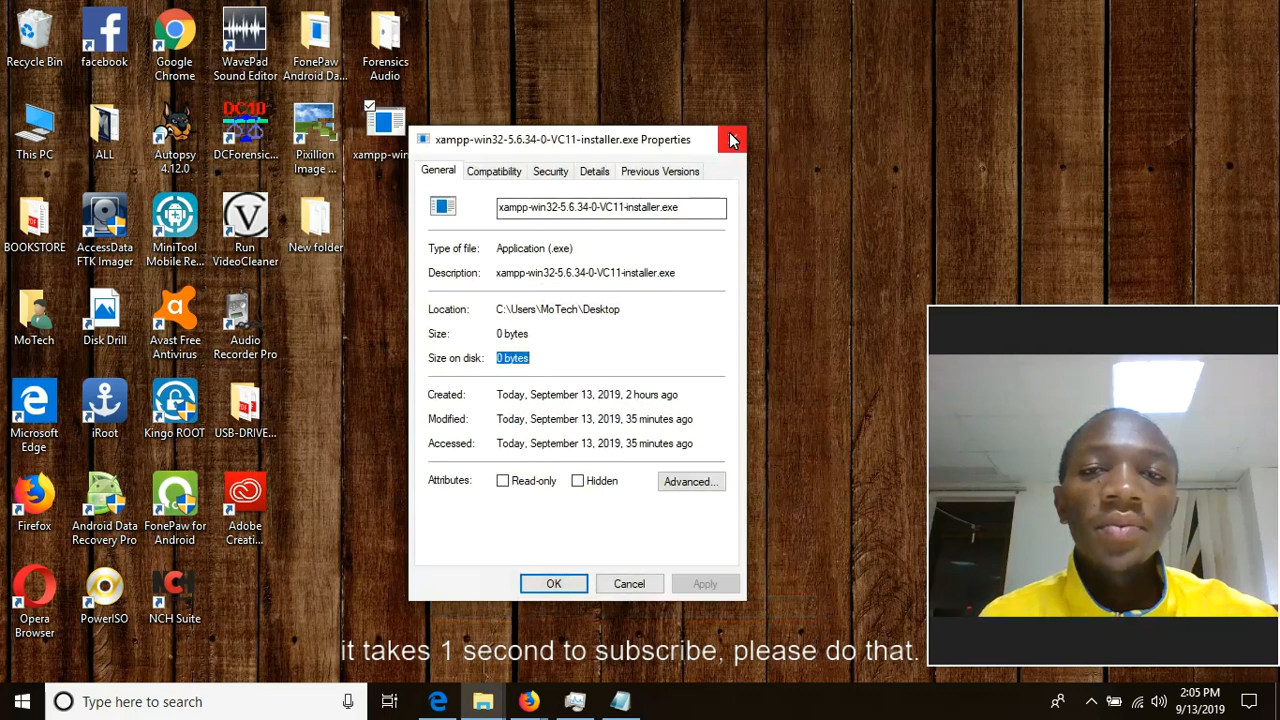 Recycle Bin
facebook
Google
Chrome
WavePad
Sound Editor
FonePaw
Android Da...
Forensics
Audio
This PC
ALL
Autopsy
4.12.0
DC10
DCForensic...
Pixillion
Image ...
xampp-win
BOOKSTORE
AccessData
FTK Imager
MiniTool
Mobile Re...
Run
VideoCleaner
New folder
MoTech
Disk Drill
Avast Free
Antivirus
Audio
Recorder Pro
Microsoft
Edge
iRoot
Kingo ROOT
USB-DRIVE...
Firefox
Android Data
Recovery Pro
FonePaw for
Android
Adobe
Creati...
Opera
Browser
PowerISO
NCH
NCH Suite
xampp-win32-5.6.34-0-VC11-installer.exe Properties
General
Compatibility
Security
Details
Previous Versions
xampp-win32-5.6.34-0-VC11-installer.exe
Type of file: Application (.exe)
Description: xampp-win32-5.6.34-0-VC11-installer.exe
Location: C:\Users\MoTech\Desktop
Size: 0 bytes
Size on disk: 0 bytes
Created: Today, September 13, 2019, 2 hours ago
Modified: Today, September 13, 2019, 35 minutes ago
Accessed: Today, September 13, 2019, 35 minutes ago
Attributes: Read-only Hidden Advanced...
OK Cancel Apply
it takes 1 second to subscribe, please do that.
Type here to search
2:05 PM
9/13/2019